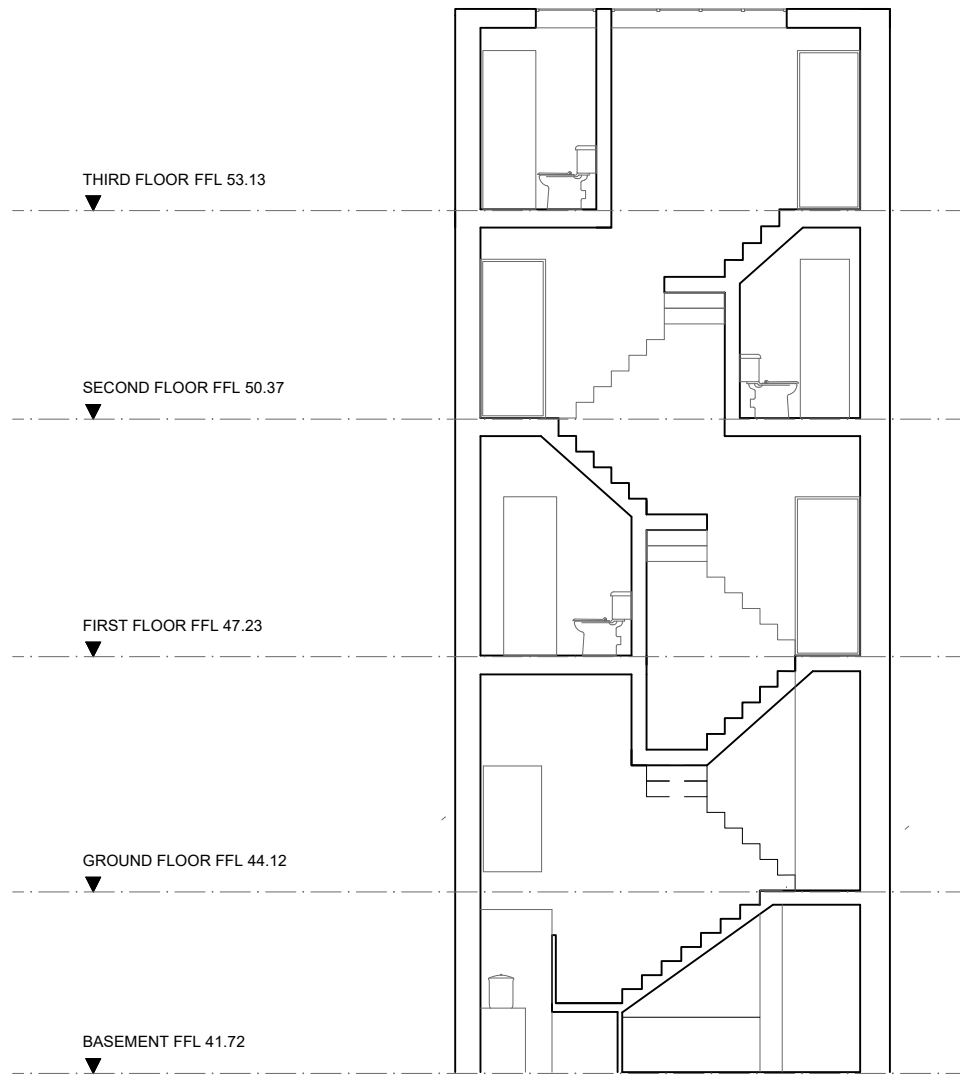 THIRD FLOOR FFL 53.13
SECOND FLOOR FFL 50.37
FIRST FLOOR FFL 47.23
GROUND FLOOR FFL 44.12
BASEMENT FFL 41.72